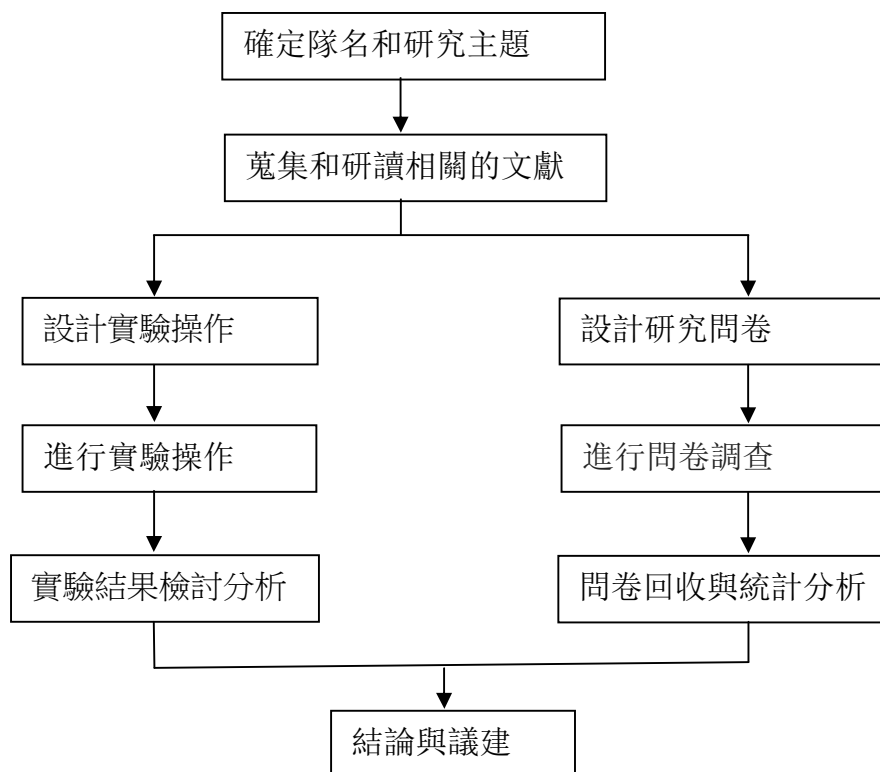 確定隊名和研究主題
蒐集和研讀相關的文獻
設計實驗操作
設計研究問卷
進行實驗操作
進行問卷調查
實驗結果檢討分析
問卷回收與統計分析
結論與議建